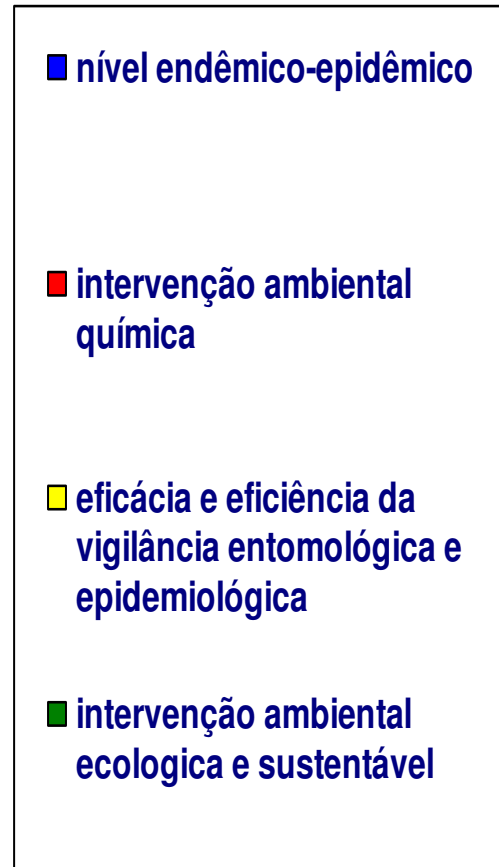 nível endêmico-epidêmico
intervenção ambiental
química
eficácia e eficiência da
vigilância entomológica e
epidemiológica
intervenção ambiental
ecologica e sustentável